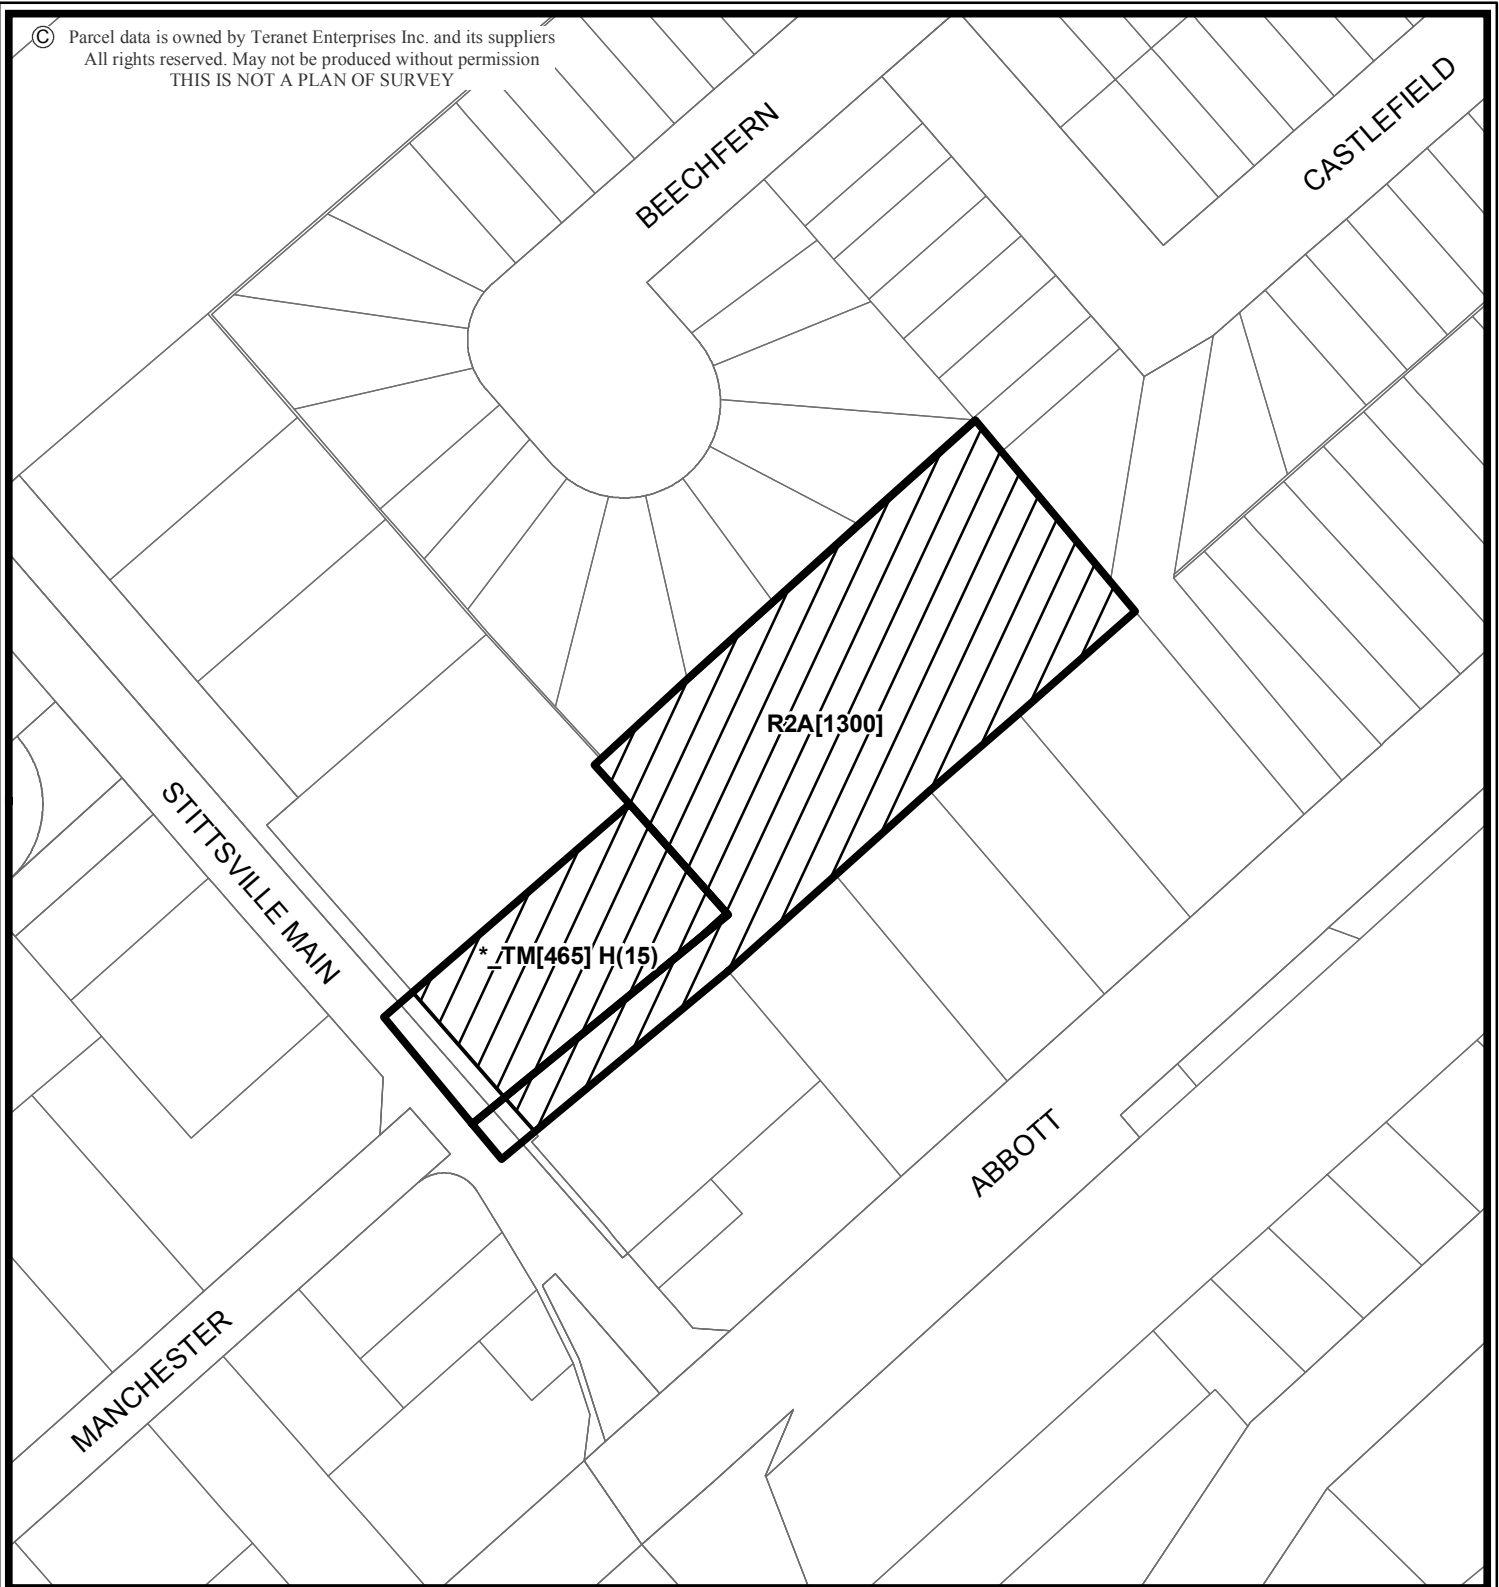 © Parcel data is owned by Teranet Enterprises Inc. and its suppliers
All rights reserved. May not be produced without permission
THIS IS NOT A PLAN OF SURVEY
CASTLEFIELD
BEECHFERN
R2A[1300]
STITTSVILLE MAIN
*_TM[465] H(15)
ABBOTT
MANCHESTER